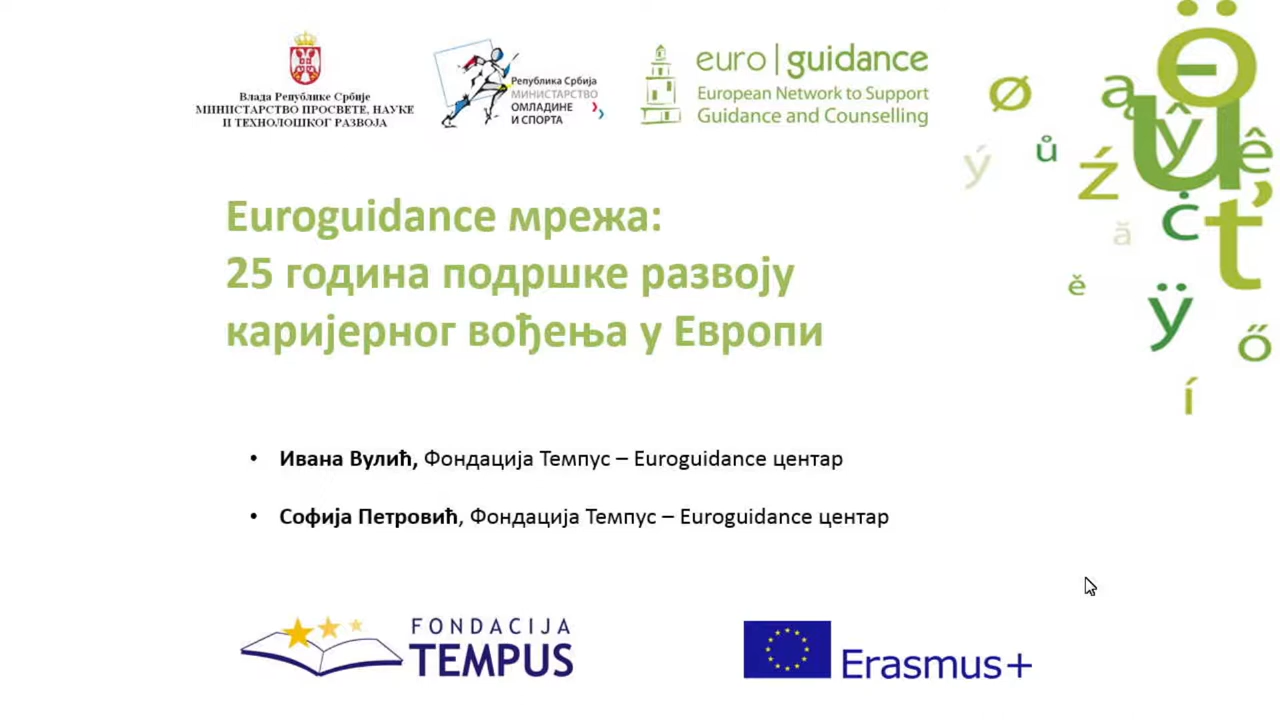 Влада Републике Србије
МИНИСТАРСТВО ПРОСВЕТЕ, НАУКЕ
И ТЕХНОЛОШКОГ РАЗВОЈА
Република Србија
МИНИСТАРСТВО
ОМЛАДИНЕ
И СПОРТА
euro|guidance
European Network to Support
Guidance and Counselling
Euroguidance мрежа:
25 година подршке развоју
каријерног вођења у Европи
• Ивана Вулић, Фондација Темпус – Euroguidance центар
• Софија Петровић, Фондација Темпус – Euroguidance центар
FONDACIJA
TEMPUS
Erasmus+
ø
ą
ö
u
ŷ
ê
ý
ů
ź
ċ
ť
ă
ě
ÿ
ő
í